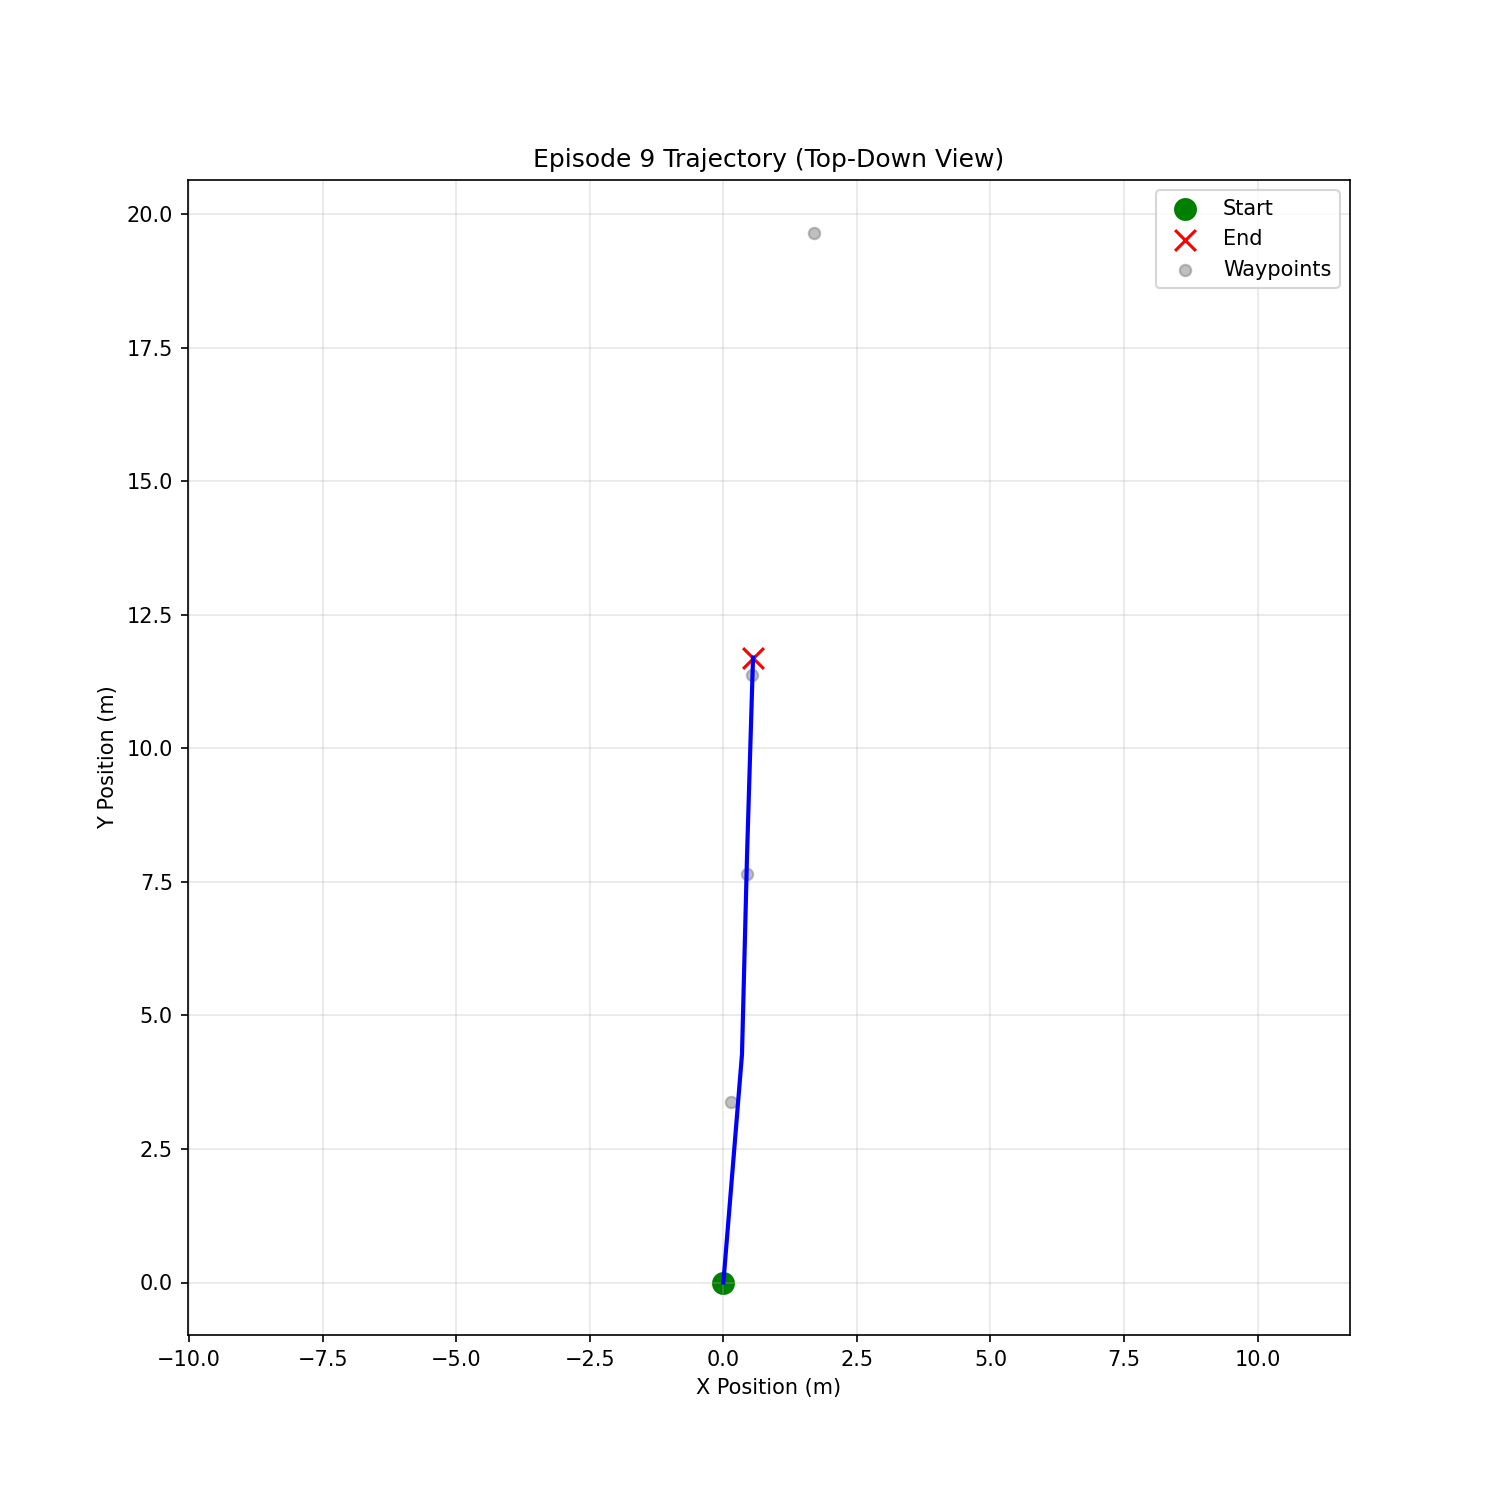 Episode 9 Trajectory (Top-Down View)
Start
End
Waypoints
20.0
17.5
15.0
12.5
10.0
7.5
5.0
2.5
0.0
Y Position (m)
−10.0 −7.5 −5.0 −2.5 0.0 2.5 5.0 7.5 10.0
X Position (m)